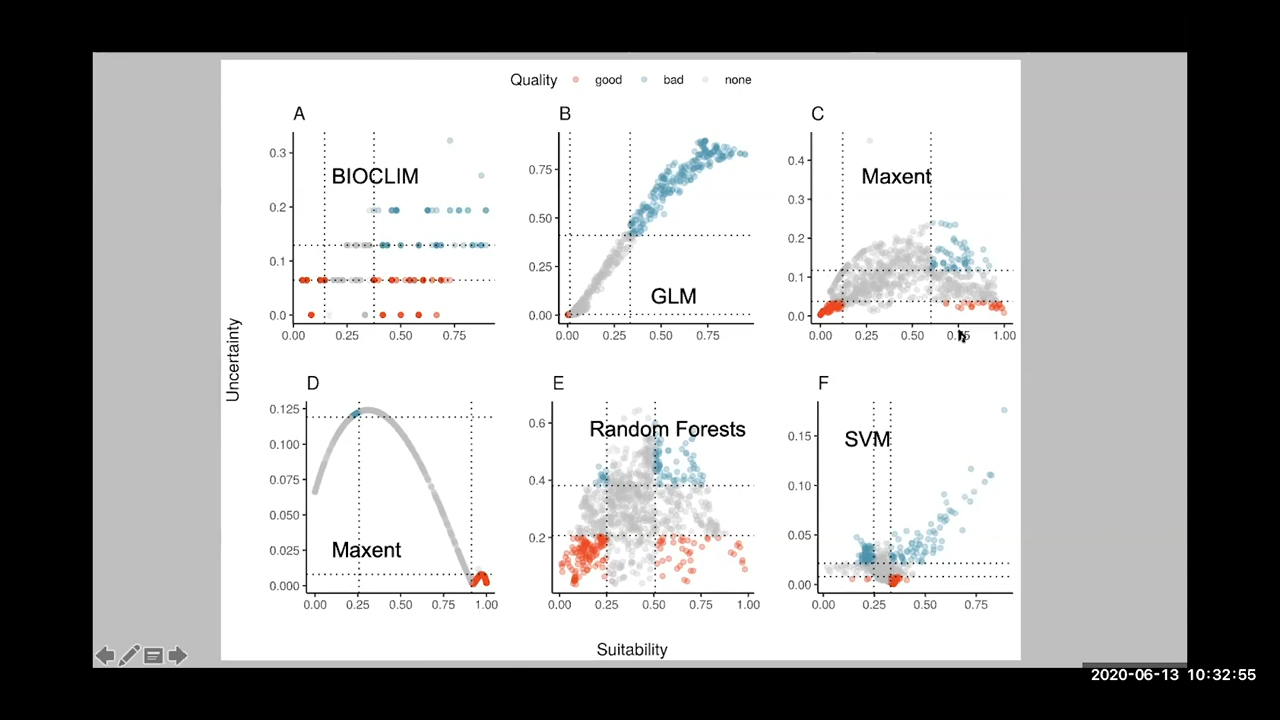 Quality good bad none
A
B
C
BIOCLIM
GLM
Maxent
0.3
0.2
0.1
0.0
0.00 0.25 0.50 0.75
0.75
0.50
0.25
0.00
0.00 0.25 0.50 0.75
0.4
0.3
0.2
0.1
0.0
0.00 0.25 0.50 1.00
Uncertainty
D
E
F
Maxent
Random Forests
SVM
0.125
0.100
0.075
0.050
0.025
0.000
0.00 0.25 0.50 0.75 1.00
0.6
0.4
0.2
0.00 0.25 0.50 0.75 1.00
0.15
0.10
0.05
0.00
0.00 0.25 0.50 0.75
Suitability
2020-06-13 10:32:55